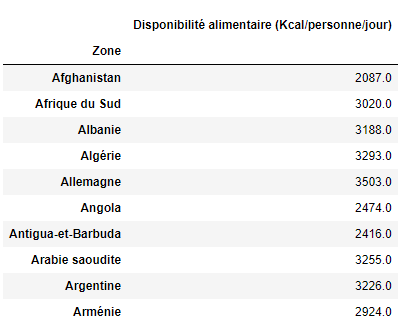 Disponibilité alimentaire (Kcal/personne/jour)
Zone
Afghanistan 2087.0
Afrique du Sud 3020.0
Albanie 3188.0
Algérie 3293.0
Allemagne 3503.0
Angola 2474.0
Antigua-et-Barbuda 2416.0
Arabie saoudite 3255.0
Argentine 3226.0
Arménie 2924.0